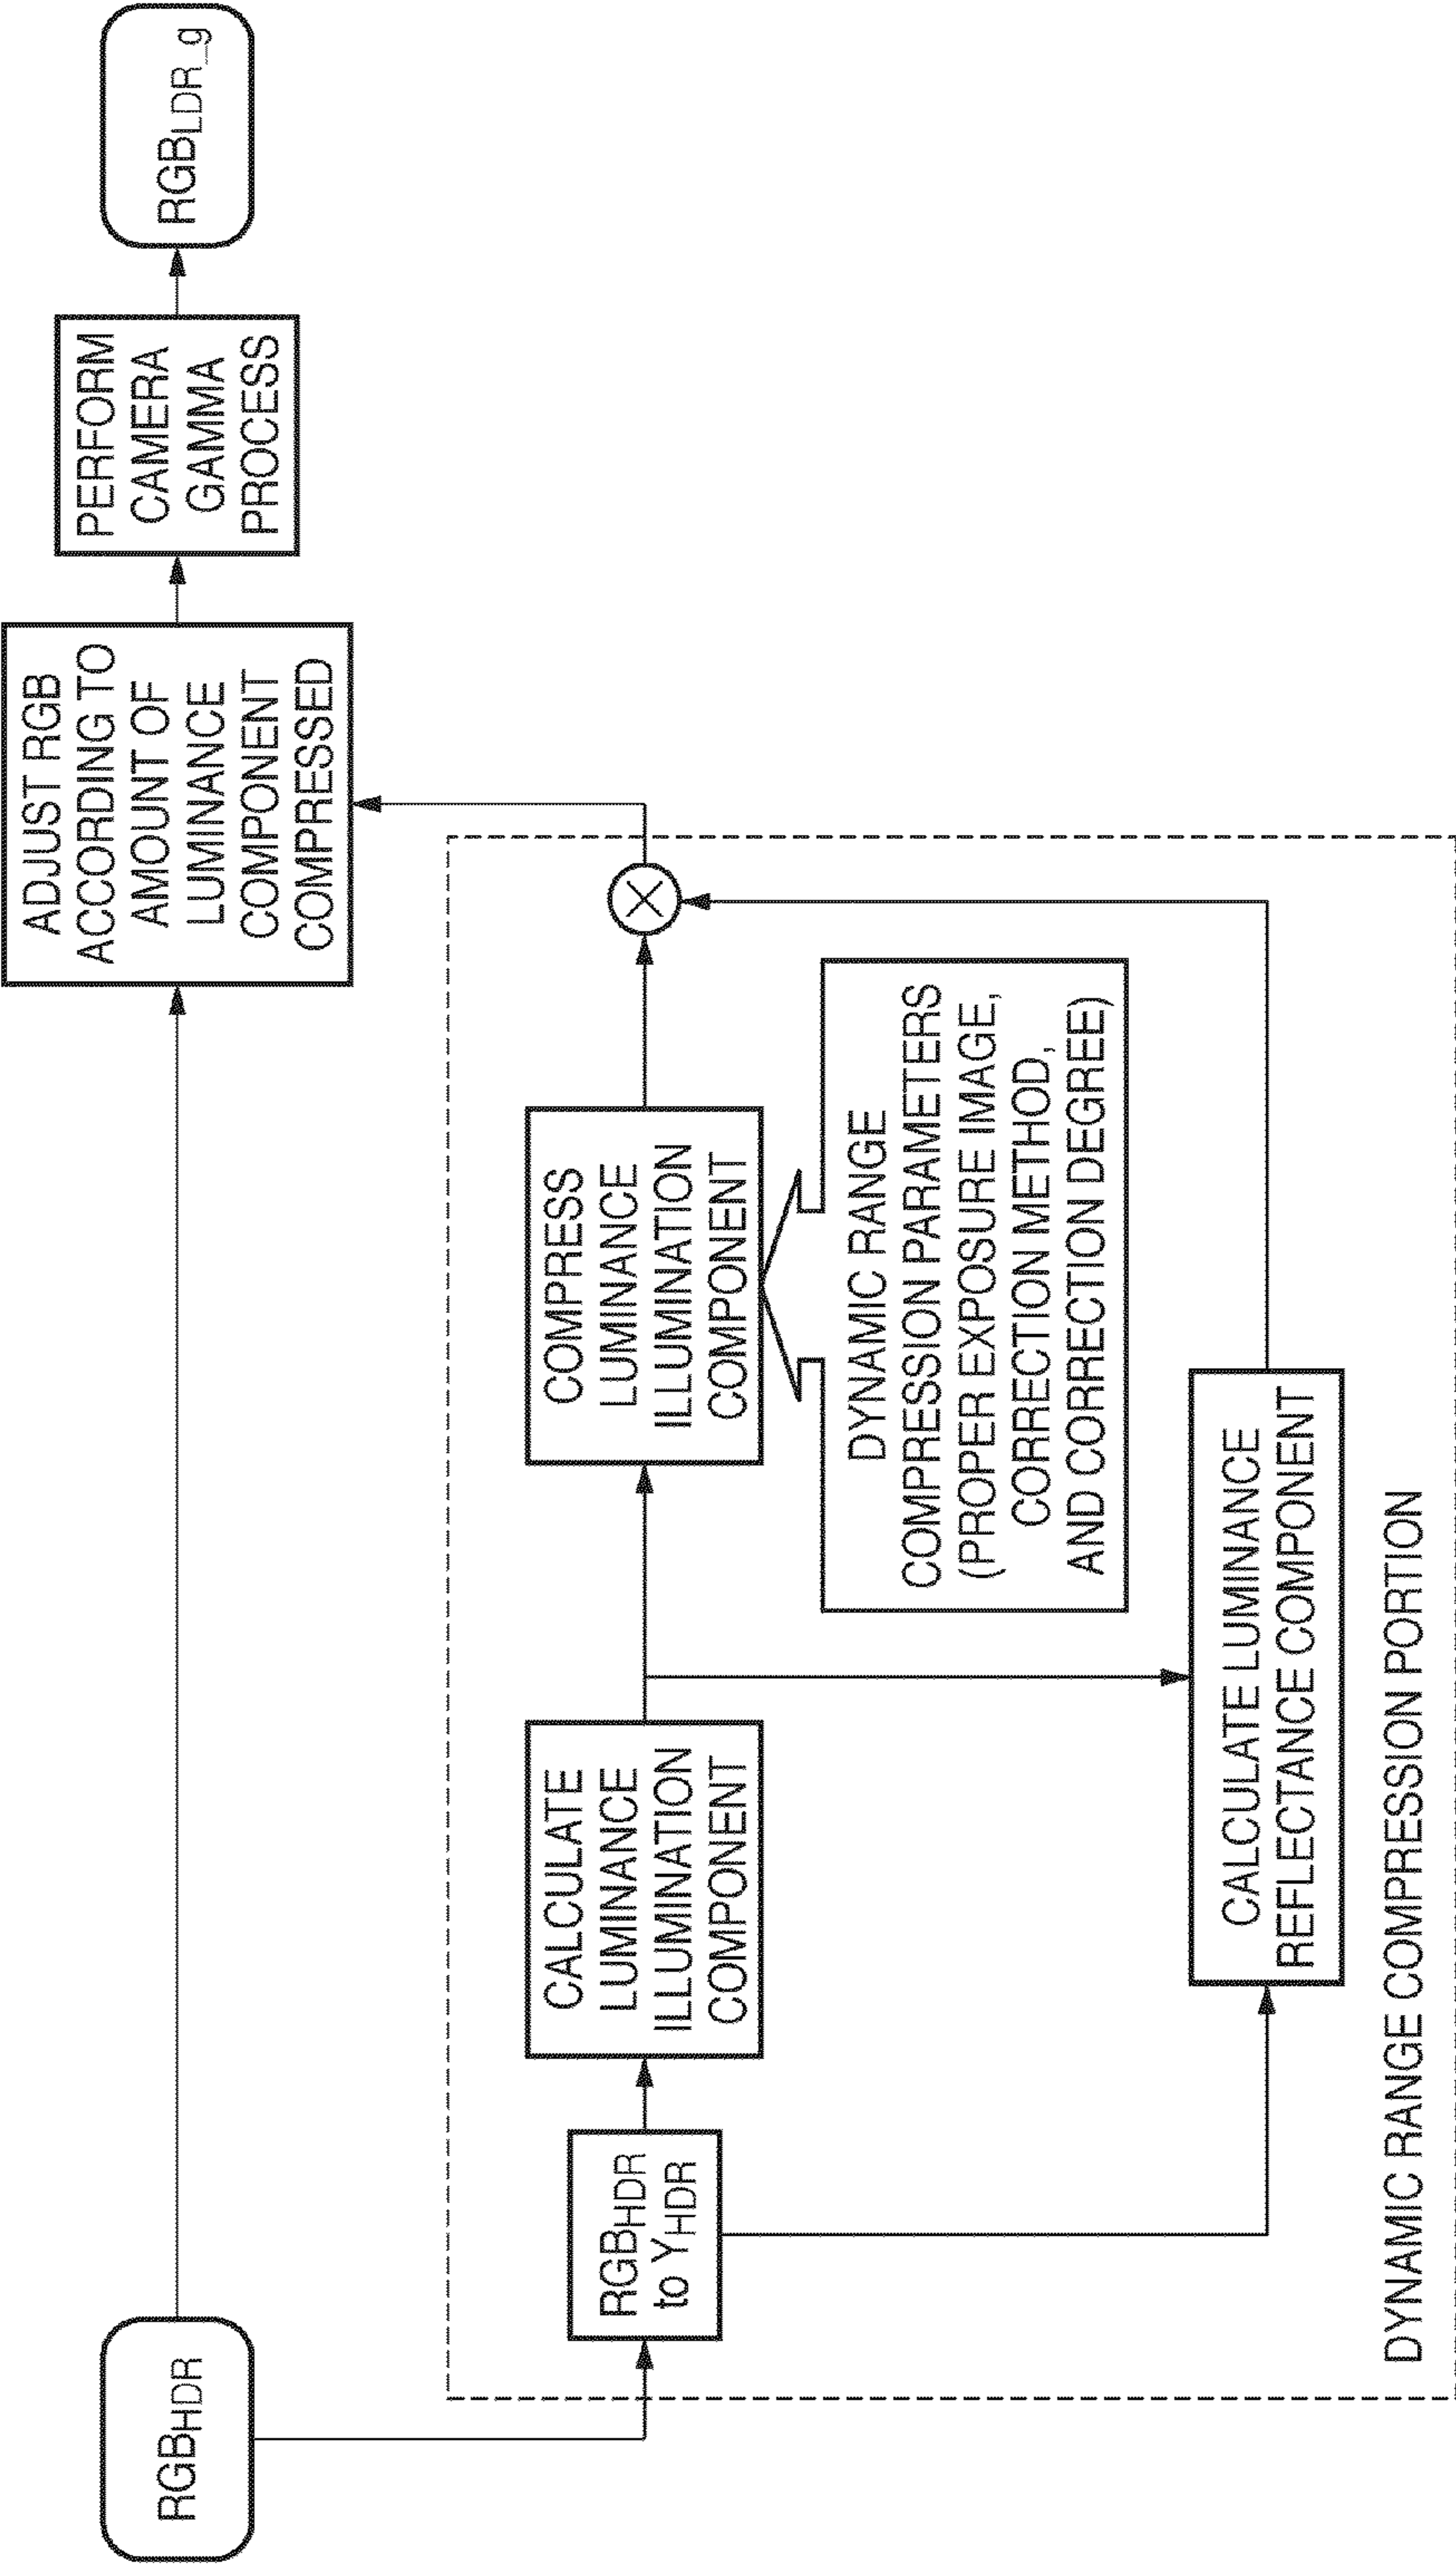 RGBHDR
ADJUST RGB
ACCORDING TO
AMOUNT OF
LUMINANCE
COMPONENT
COMPRESSED
PERFORM
CAMERA
GAMMA
PROCESS
RGBLDR_g
RGBHDR
to YHDR
CALCULATE
LUMINANCE
ILLUMINATION
COMPONENT
COMPRESS
LUMINANCE
ILLUMINATION
COMPONENT
DYNAMIC RANGE
COMPRESSION PARAMETERS
(PROPER EXPOSURE IMAGE,
CORRECTION METHOD,
AND CORRECTION DEGREE)
CALCULATE LUMINANCE
REFLECTANCE COMPONENT
DYNAMIC RANGE COMPRESSION PORTION